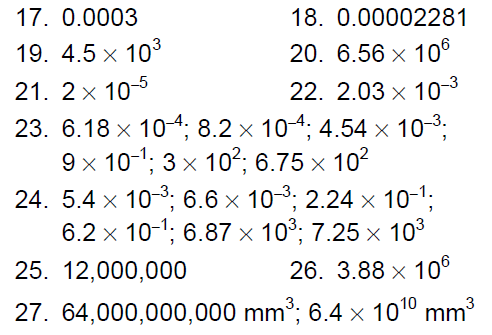 17. 0.0003 18. 0.00002281
19. 4.5 × 10³ 20. 6.56 × 10⁶
21. 2 × 10⁻⁵ 22. 2.03 × 10⁻³
23. 6.18 × 10⁻⁴; 8.2 × 10⁻⁴; 4.54 × 10⁻³;
9 × 10⁻¹; 3 × 10²; 6.75 × 10²
24. 5.4 × 10⁻³; 6.6 × 10⁻³; 2.24 × 10⁻¹;
6.2 × 10⁻¹; 6.87 × 10³; 7.25 × 10³
25. 12,000,000 26. 3.88 × 10⁶
27. 64,000,000,000 mm³; 6.4 × 10¹⁰ mm³